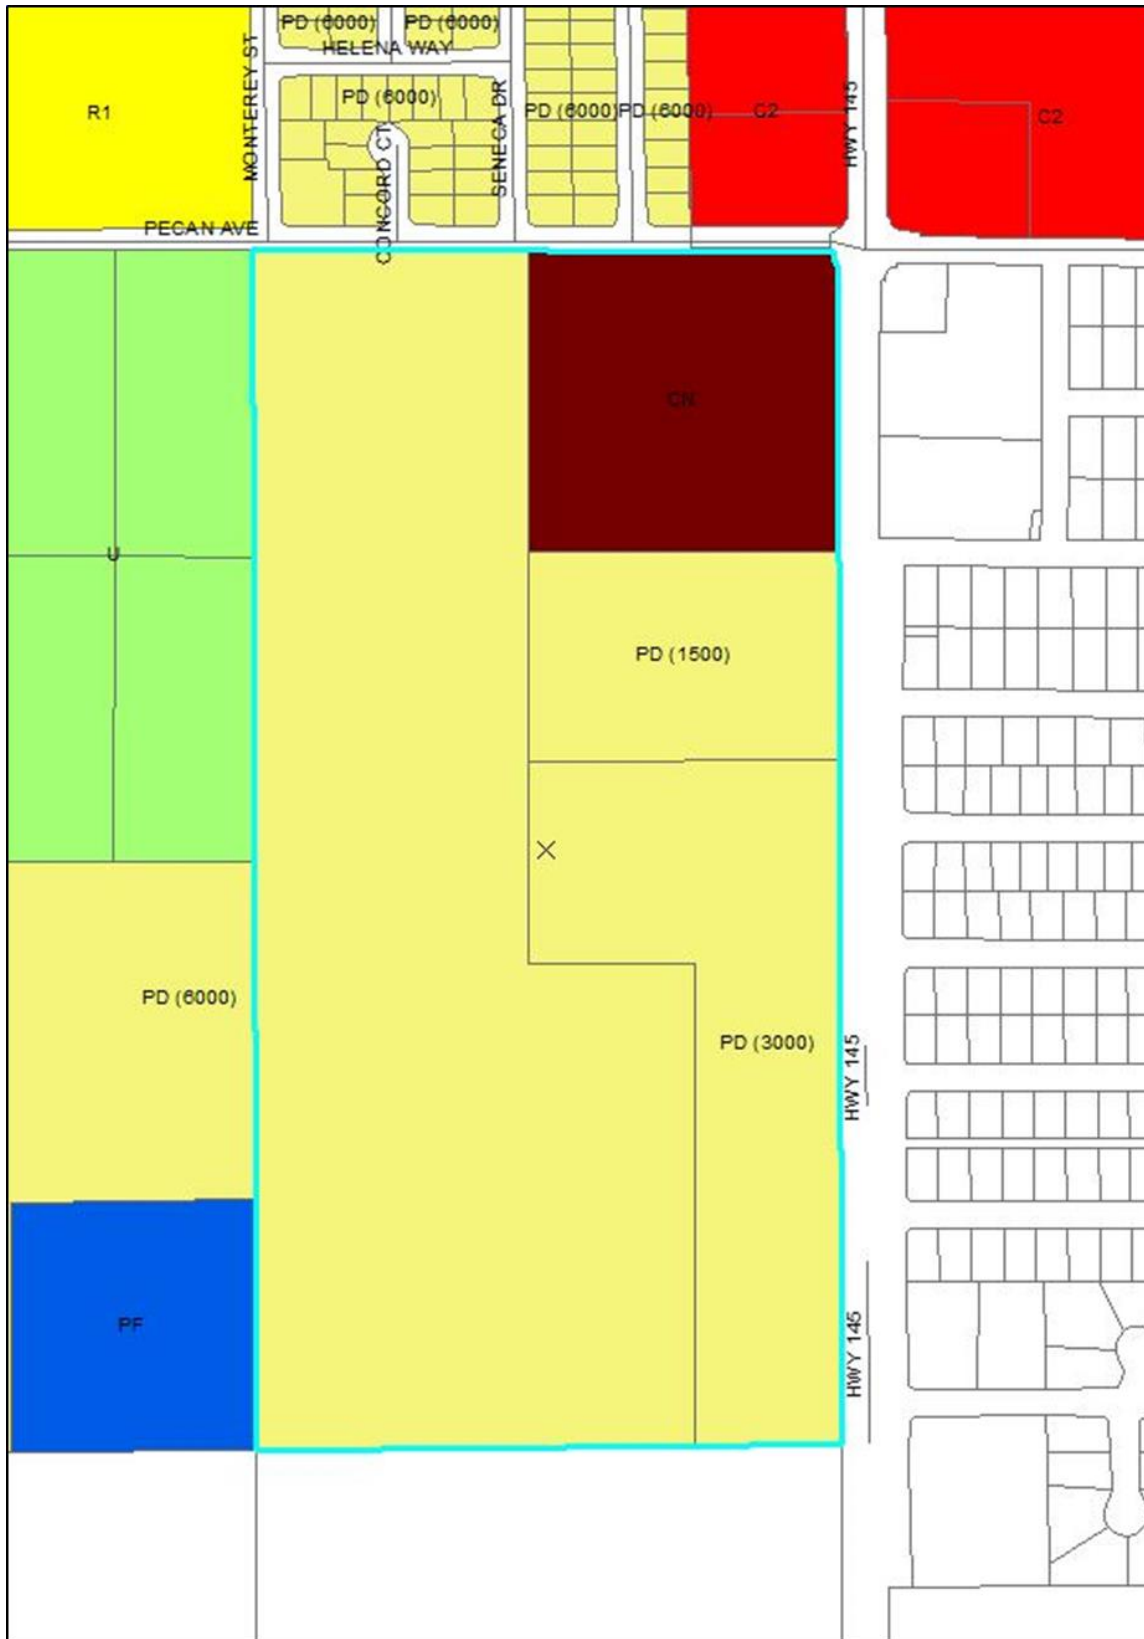 PD (6000)
PD (6000)
HELENA WAY
R1
MONTEREY ST
PD (6000)
CONCORD CT
SENECA DR
PD (6000)
PD (6000)
C2
HWY 145
C2
PECAN AVE
CN
U
PD (1500)
PD (6000)
PD (3000)
HWY 145
PF
HWY 145